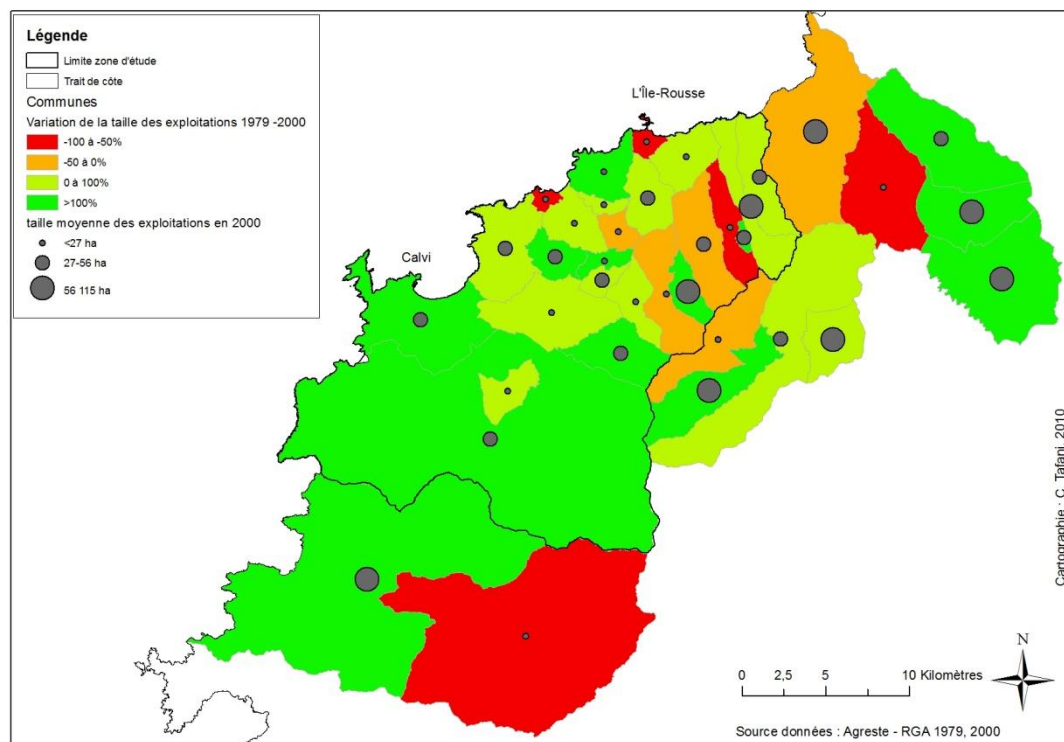 Légende
Limite zone d'étude
Trait de côte
Communes
Variation de la taille des exploitations 1979 -2000
-100 à -50%
-50 à 0%
0 à 100%
>100%
taille moyenne des exploitations en 2000
<27 ha
27-56 ha
56 115 ha
L'Île-Rousse
Calvi
Cartographie : C. Tafani, 2010
N
0 2,5 5 10 Kilomètres
Source données : Agreste - RGA 1979, 2000